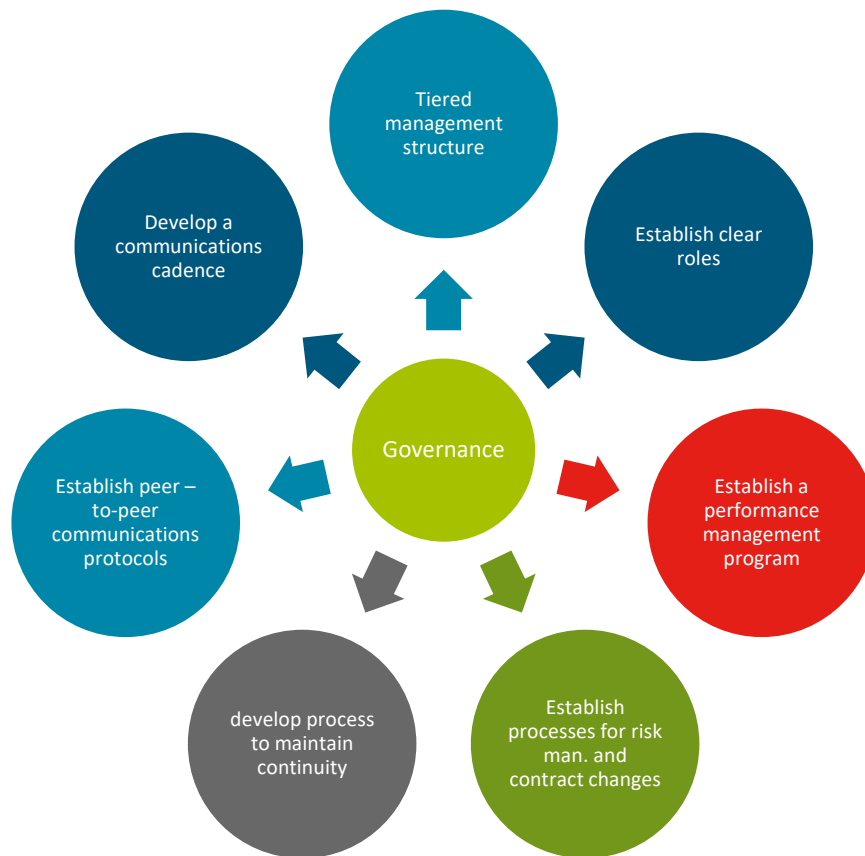 Tiered
management
structure
Establish clear
roles
Establish a
performance
management
program
Establish
processes for risk
man. and
contract changes
develop process
to maintain
continuity
Establish peer –
to-peer
communications
protocols
Develop a
communications
cadence
Governance